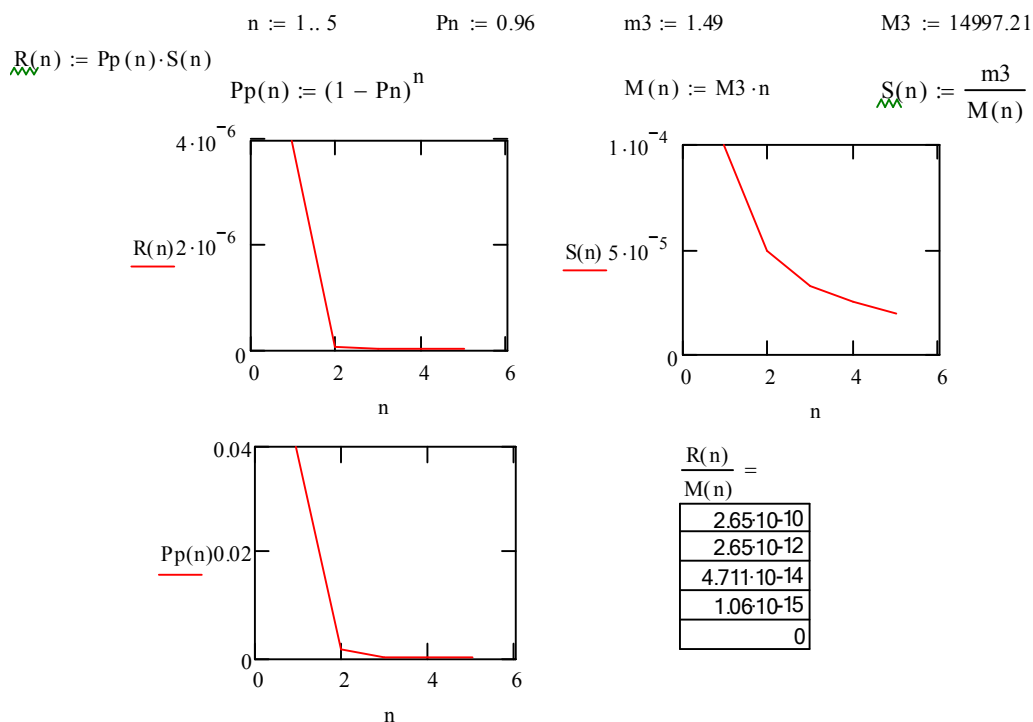 n := 1.. 5 Pn := 0.96 m3 := 1.49 M3 := 14997.21
R(n) := Pp(n)·S(n)
Pp(n) := (1 − Pn)^n M(n) := M3·n S(n) := m3/M(n)
4·10^−6
R(n) 2·10^−6
0
0 2 4 6
n
1·10^−4
S(n) 5·10^−5
0
0 2 4 6
n
0.04
Pp(n) 0.02
0
0 2 4 6
n
R(n)/M(n) =
2.65·10-10
2.65·10-12
4.711·10-14
1.06·10-15
0